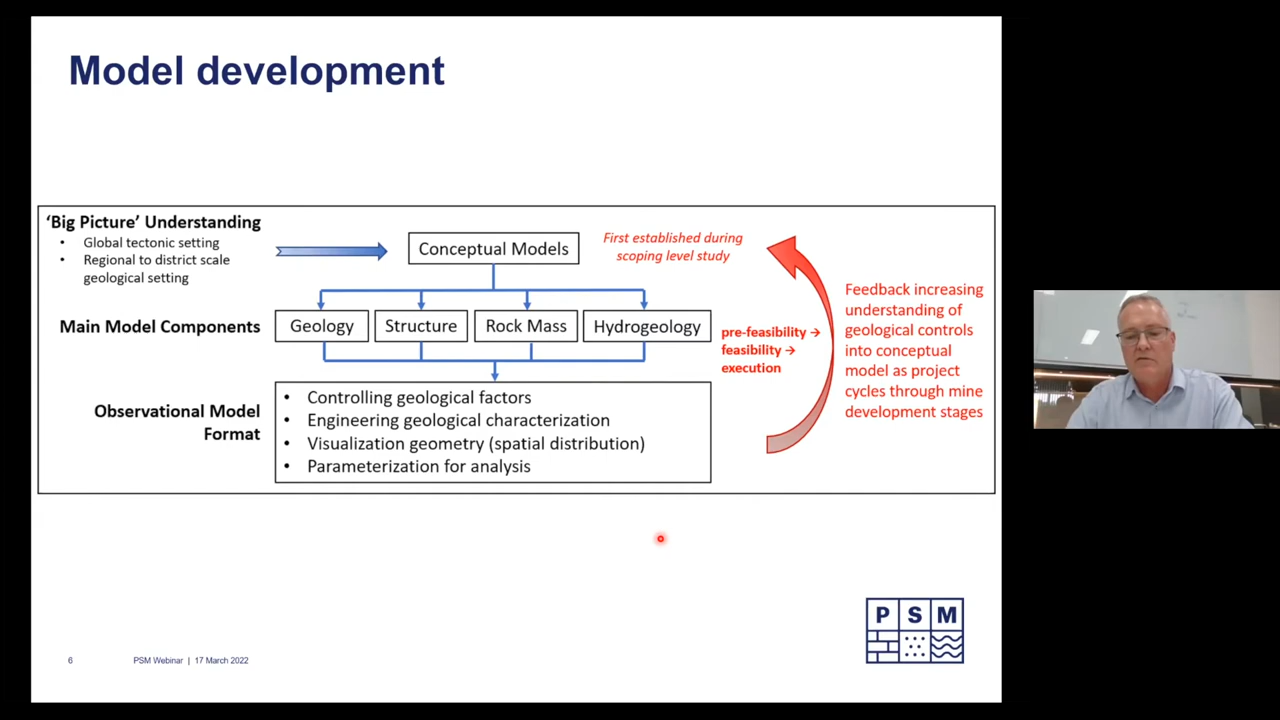 Model development
‘Big Picture’ Understanding
• Global tectonic setting
• Regional to district scale
geological setting
Conceptual Models
First established during
scoping level study
Main Model Components
Geology
Structure
Rock Mass
Hydrogeology
pre-feasibility →
feasibility →
execution
Feedback increasing
understanding of
geological controls
into conceptual
model as project
cycles through mine
development stages
Observational Model
Format
• Controlling geological factors
• Engineering geological characterization
• Visualization geometry (spatial distribution)
• Parameterization for analysis
PSM
6
PSM Webinar | 17 March 2022